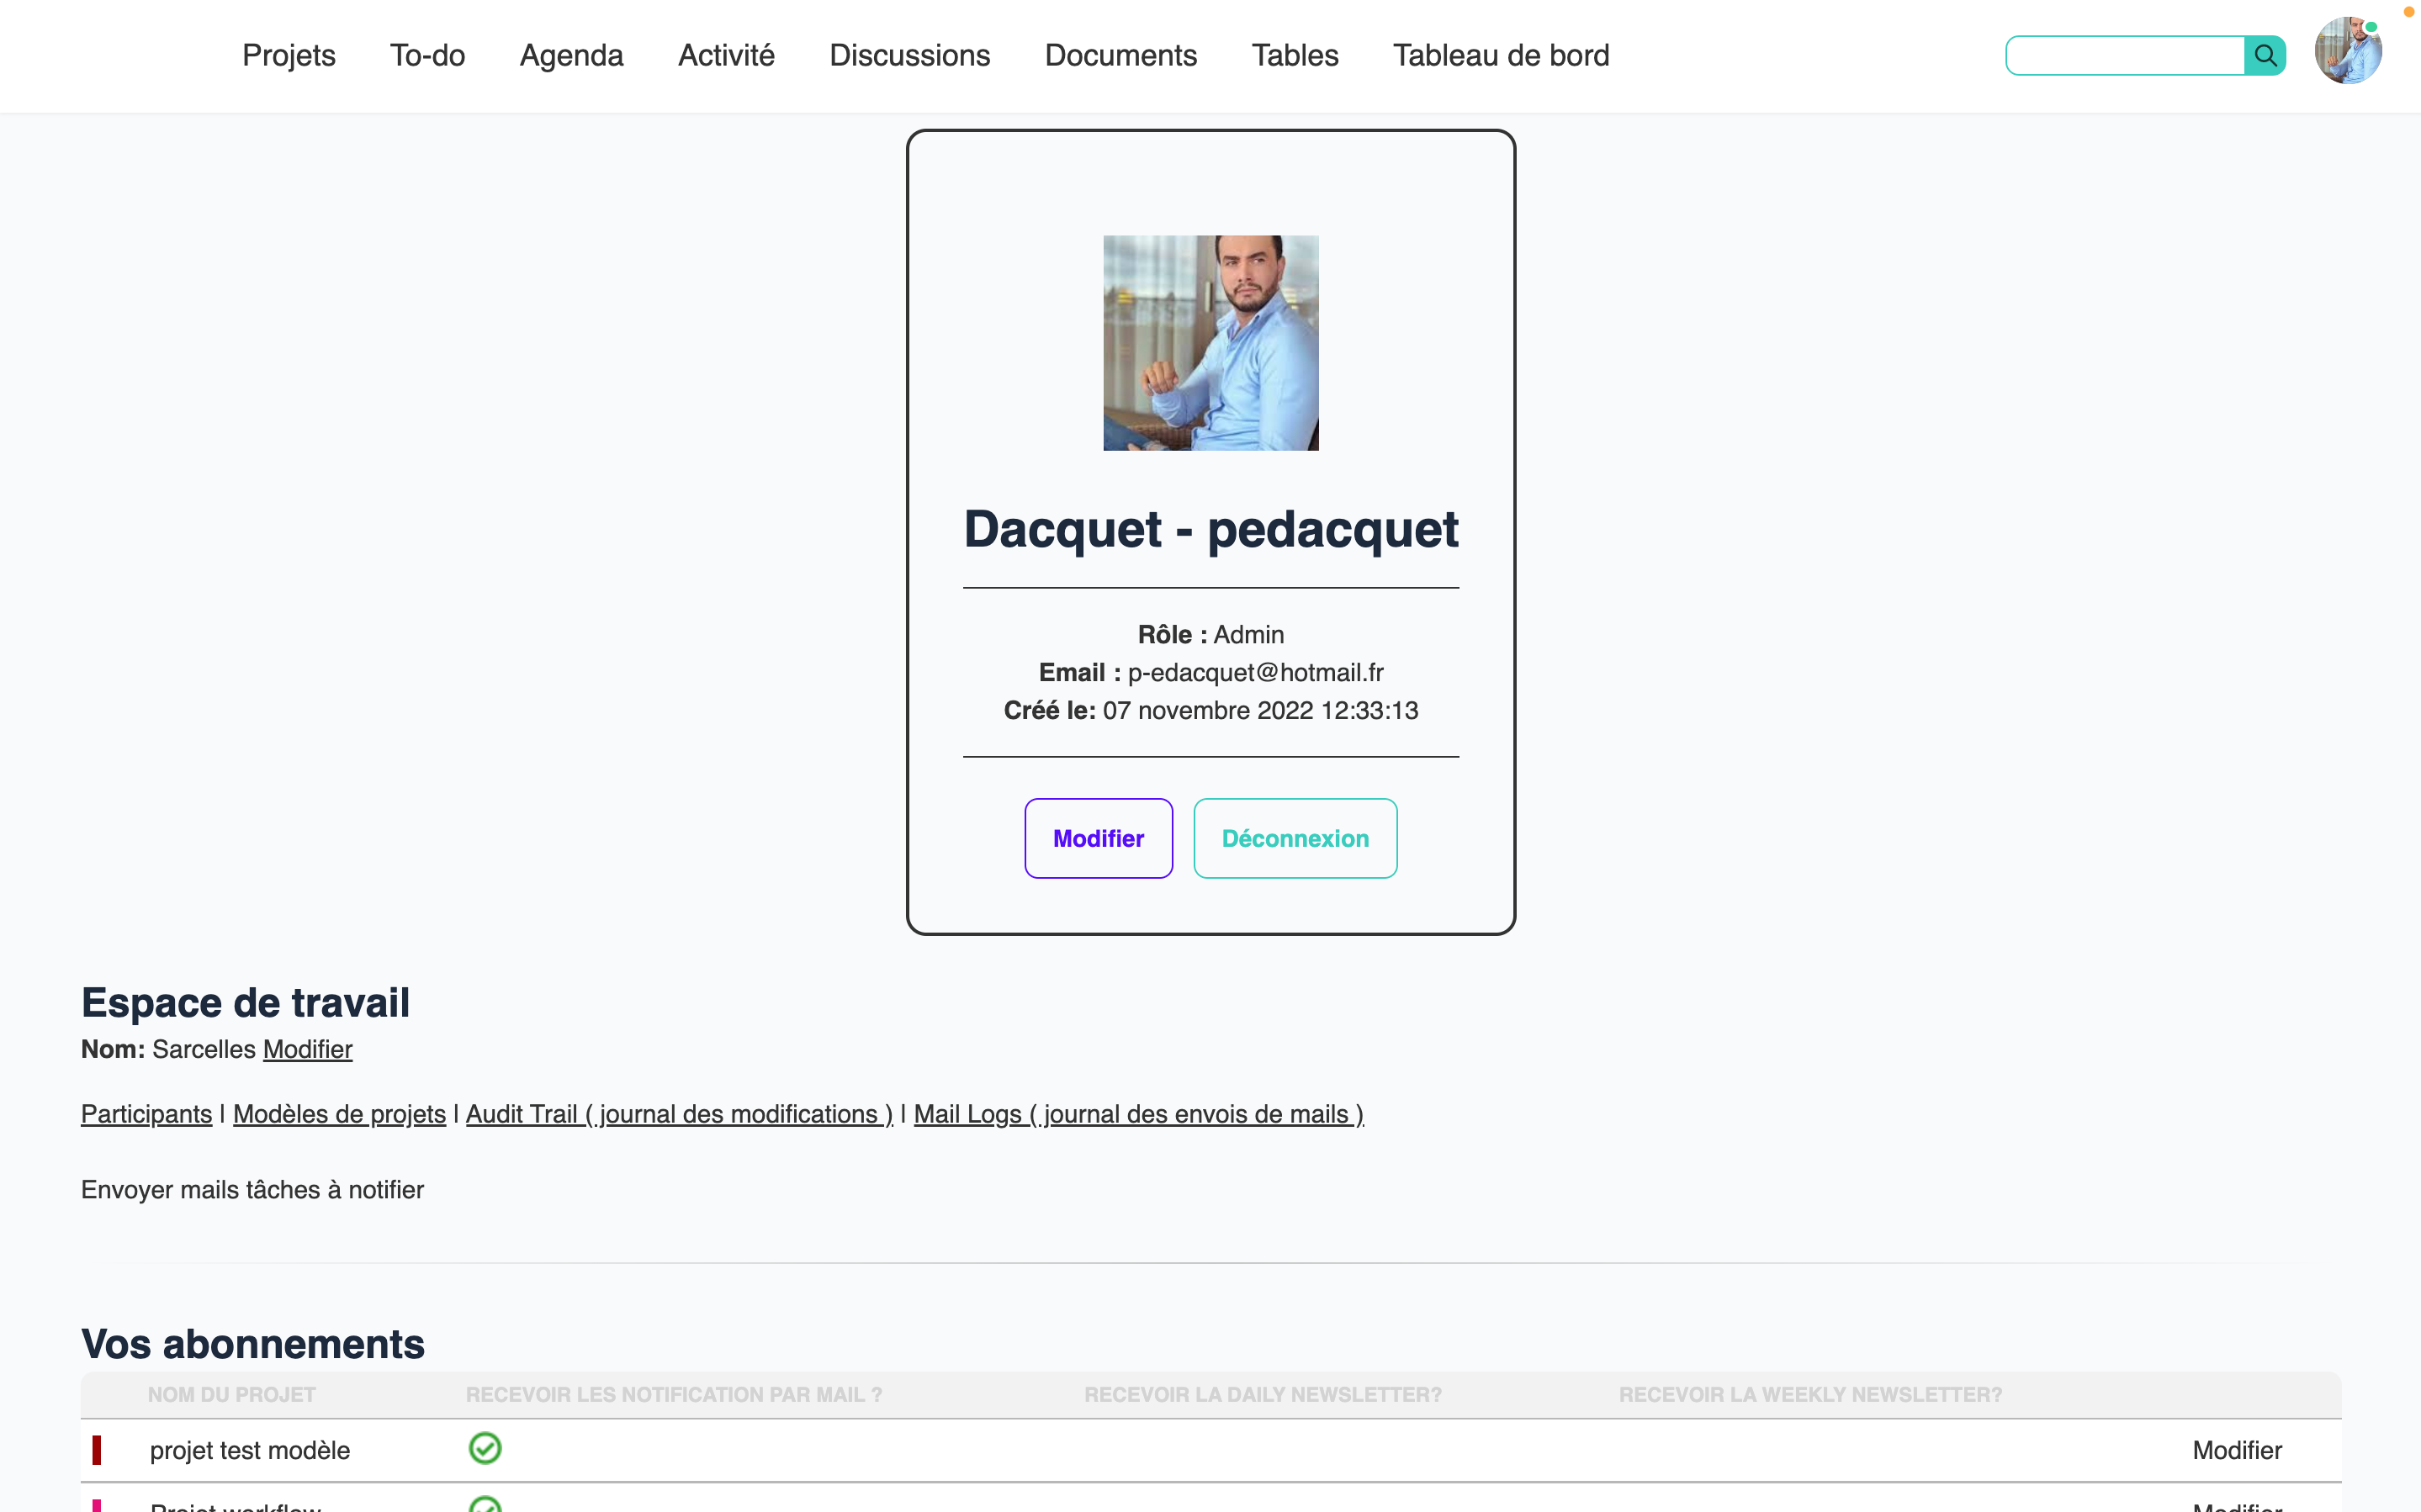 Projets To-do Agenda Activité Discussions Documents Tables Tableau de bord
Dacquet - pedacquet
Rôle : Admin
Email : p-edacquet@hotmail.fr
Créé le: 07 novembre 2022 12:33:13
Modifier Déconnexion
Espace de travail
Nom: Sarcelles Modifier
Participants | Modèles de projets | Audit Trail ( journal des modifications ) | Mail Logs ( journal des envois de mails )
Envoyer mails tâches à notifier
Vos abonnements
NOM DU PROJET RECEVOIR LES NOTIFICATION PAR MAIL ? RECEVOIR LA DAILY NEWSLETTER? RECEVOIR LA WEEKLY NEWSLETTER?
projet test modèle Modifier
Projet workflow Modifier